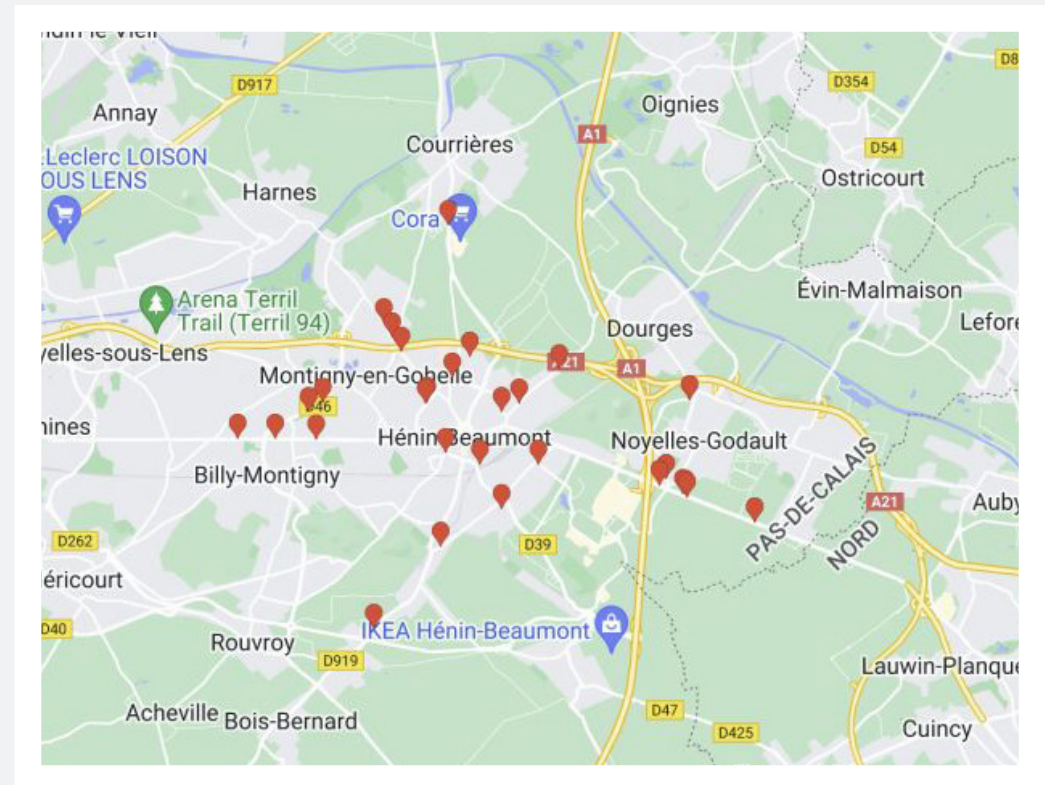 D917
D354
D8
Annay
Oignies
A1
Courrières
D54
.Leclerc LOISON
OUS LENS
Harnes
Ostricourt
Cora
Évin-Malmaison
Arena Terril
Trail (Terril 94)
Dourges
Lefore
yelles-sous-Lens
A21
A1
Montigny-en-Gohelle
D46
nines
Hénin-Beaumont
Noyelles-Godault
Billy-Montigny
PAS-DE-CALAIS
NORD
A21
Auby
D262
D39
éricourt
D40
IKEA Hénin-Beaumont
Rouvroy
D919
Lauwin-Planque
Acheville
Bois-Bernard
D47
D425
Cuincy